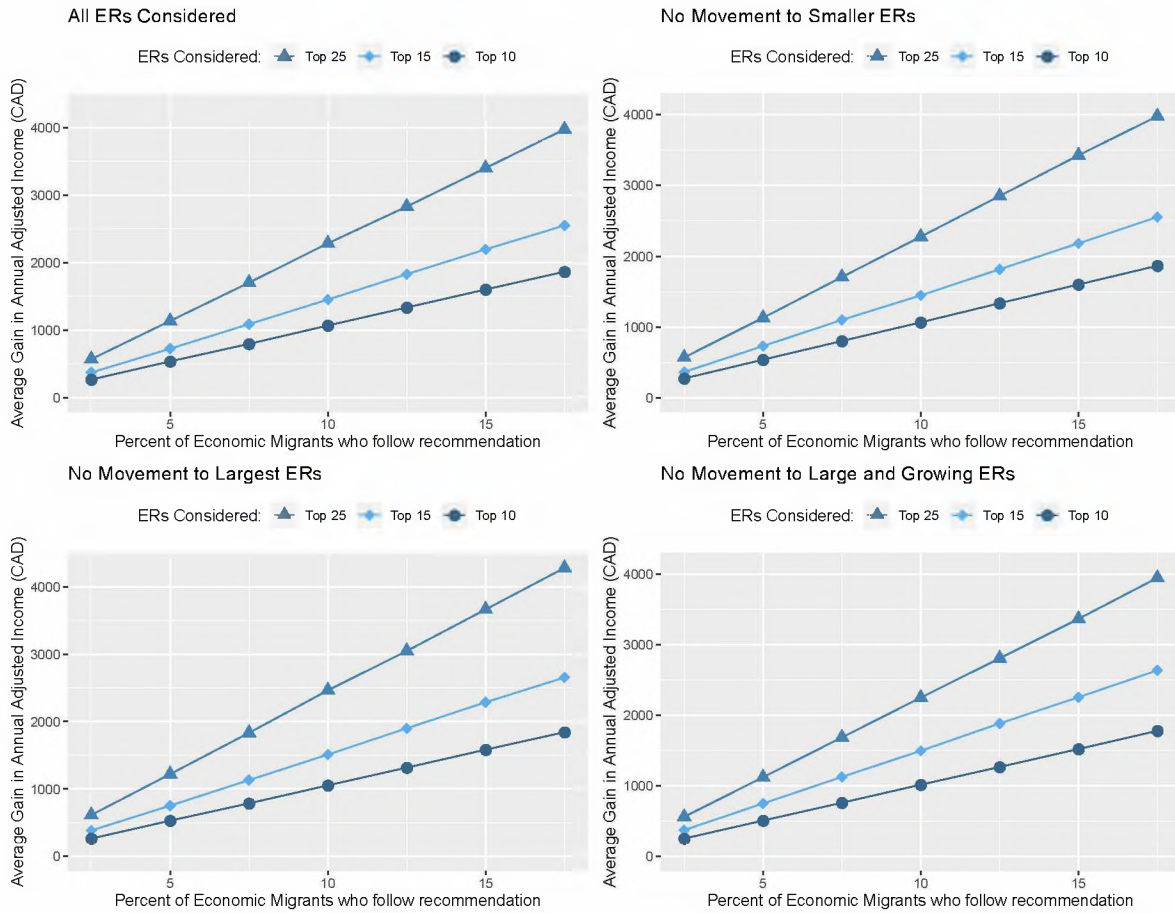 All ERs Considered
ERs Considered: Top 25 Top 15 Top 10
Average Gain in Annual Adjusted Income (CAD)
4000
3000
2000
1000
0
5 10 15
Percent of Economic Migrants who follow recommendation
No Movement to Smaller ERs
ERs Considered: Top 25 Top 15 Top 10
Average Gain in Annual Adjusted Income (CAD)
4000
3000
2000
1000
0
5 10 15
Percent of Economic Migrants who follow recommendation
No Movement to Largest ERs
ERs Considered: Top 25 Top 15 Top 10
Average Gain in Annual Adjusted Income (CAD)
4000
3000
2000
1000
0
5 10 15
Percent of Economic Migrants who follow recommendation
No Movement to Large and Growing ERs
ERs Considered: Top 25 Top 15 Top 10
Average Gain in Annual Adjusted Income (CAD)
4000
3000
2000
1000
0
5 10 15
Percent of Economic Migrants who follow recommendation